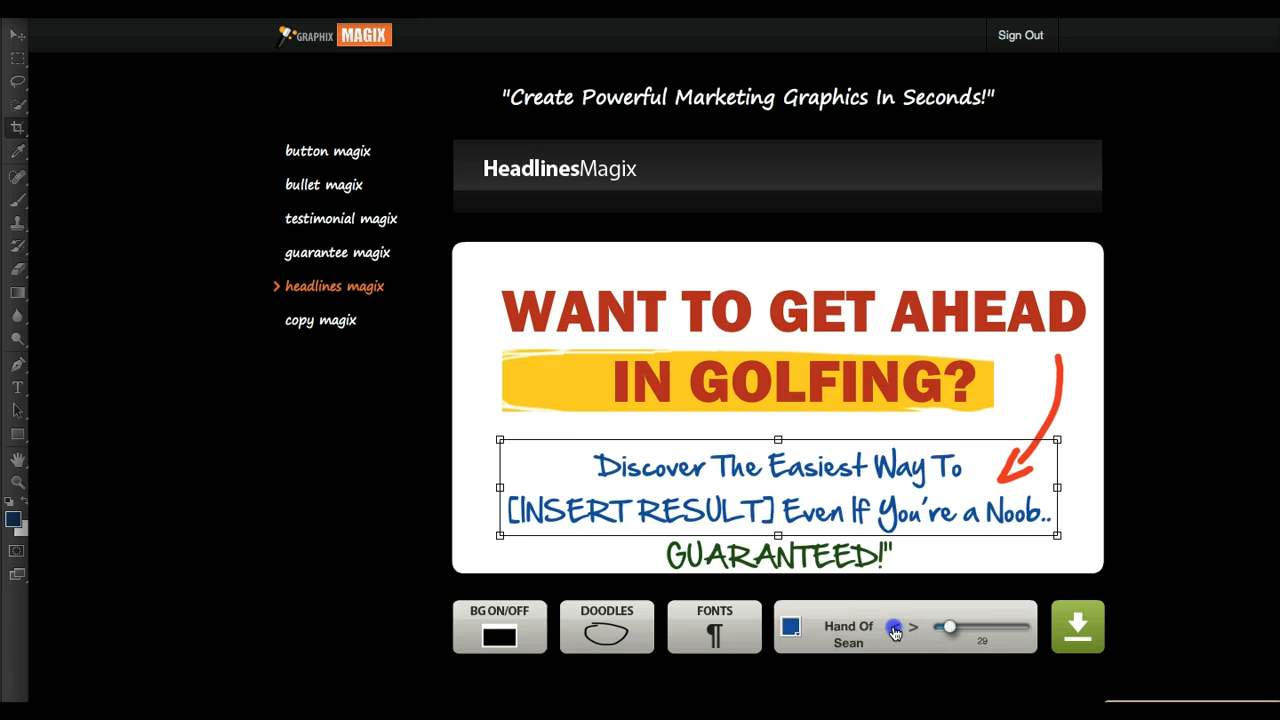 GRAPHIX MAGIX
Sign Out
"Create Powerful Marketing Graphics In Seconds!"
button magix
bullet magix
testimonial magix
guarantee magix
> headlines magix
copy magix
HeadlinesMagix
WANT TO GET AHEAD
IN GOLFING?
Discover The Easiest Way To
[INSERT RESULT] Even If You're a Noob..
GUARANTEED!"
BG ON/OFF
DOODLES
FONTS
¶
Hand Of
Sean
>
29